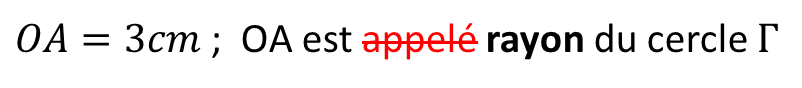 OA = 3cm ; OA est appelé rayon du cercle Γ